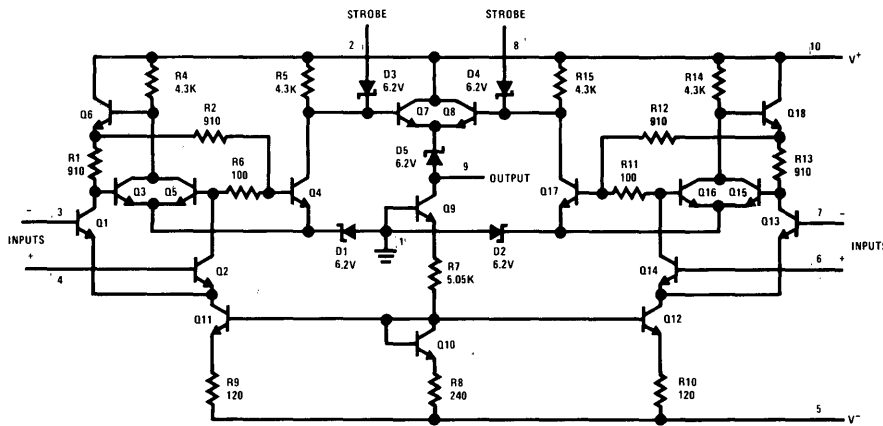 STROBE
STROBE
2
8
10
V+
R4
4.3K
R5
4.3K
D3
6.2V
D4
6.2V
R15
4.3K
R14
4.3K
Q6
R2
910
Q7
Q8
R12
910
Q18
R1
910
R6
100
D5
6.2V
9
OUTPUT
R11
100
R13
910
Q3
Q5
Q4
Q17
Q16
Q15
-
3
Q1
Q9
Q13
7
-
INPUTS
D1
6.2V
1
D2
6.2V
INPUTS
+
4
Q2
R7
5.05K
Q14
6
+
Q11
Q10
Q12
R9
120
R8
240
R10
120
5
V-